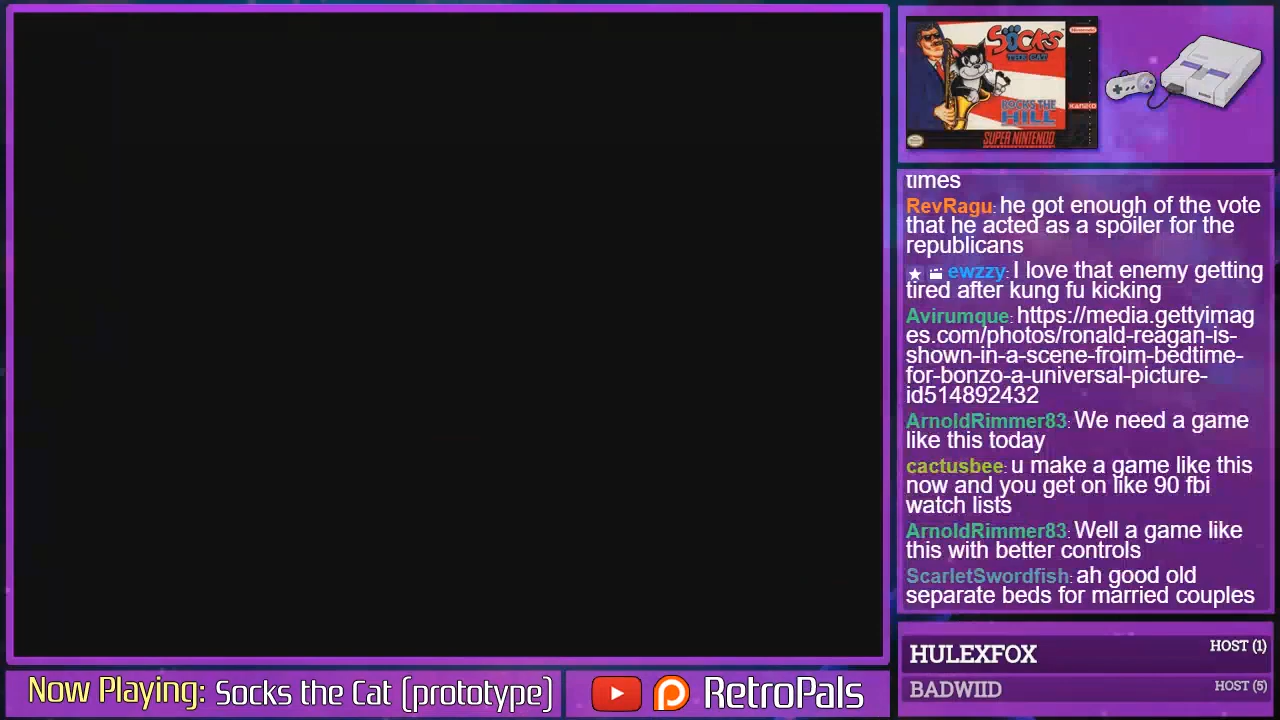 SOCKS
THE CAT
Nintendo
ROCKS THE
HILL
KANEKO
SUPER NINTENDO
times
RevRagu: he got enough of the vote
that he acted as a spoiler for the
republicans
ewzzy: I love that enemy getting
tired after kung fu kicking
Avirumque: https://media.gettyimag
es.com/photos/ronald-reagan-is-
shown-in-a-scene-froim-bedtime-
for-bonzo-a-universal-picture-
id514892432
ArnoldRimmer83: We need a game
like this today
cactusbee: u make a game like this
now and you get on like 90 fbi
watch lists
ArnoldRimmer83: Well a game like
this with better controls
ScarletSwordfish: ah good old
separate beds for married couples
HULEXFOX HOST (1)
BADWIID HOST (5)
Now Playing: Socks the Cat (prototype)
RetroPals